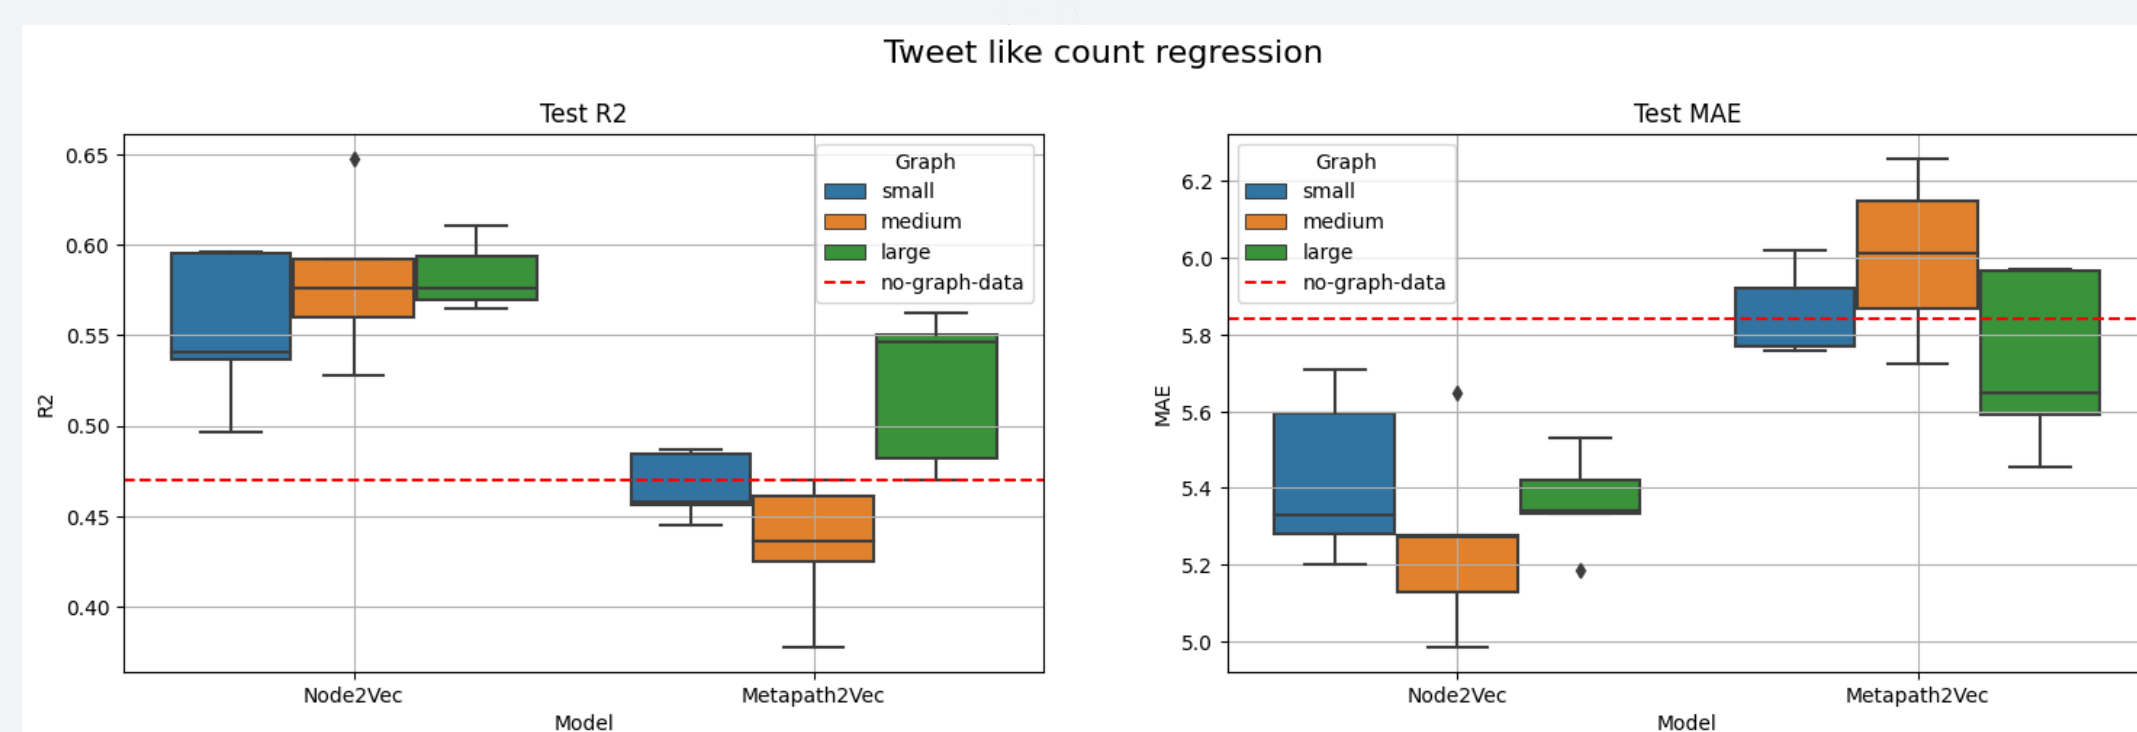 Tweet like count regression
Test R2
0.65
0.60
0.55
0.50
0.45
0.40
R2
Graph
small
medium
large
no-graph-data
Node2Vec
Metapath2Vec
Model
Test MAE
6.2
6.0
5.8
5.6
5.4
5.2
5.0
MAE
Graph
small
medium
large
no-graph-data
Node2Vec
Metapath2Vec
Model